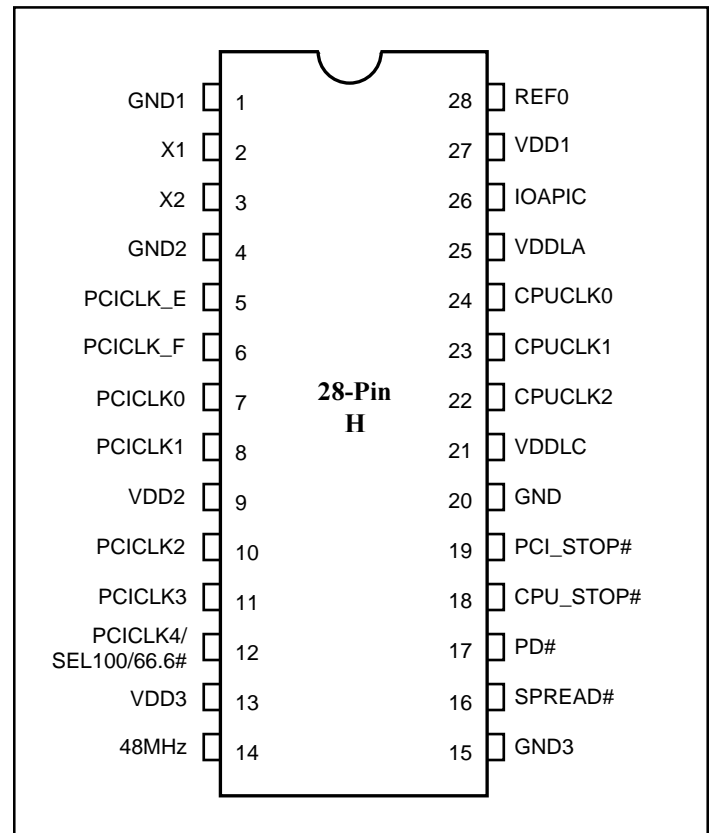 GND1 1
X1 2
X2 3
GND2 4
PCICLK_E 5
PCICLK_F 6
PCICLK0 7
PCICLK1 8
VDD2 9
PCICLK2 10
PCICLK3 11
PCICLK4/
SEL100/66.6# 12
VDD3 13
48MHz 14
28-Pin
H
28 REF0
27 VDD1
26 IOAPIC
25 VDDLA
24 CPUCLK0
23 CPUCLK1
22 CPUCLK2
21 VDDLC
20 GND
19 PCI_STOP#
18 CPU_STOP#
17 PD#
16 SPREAD#
15 GND3